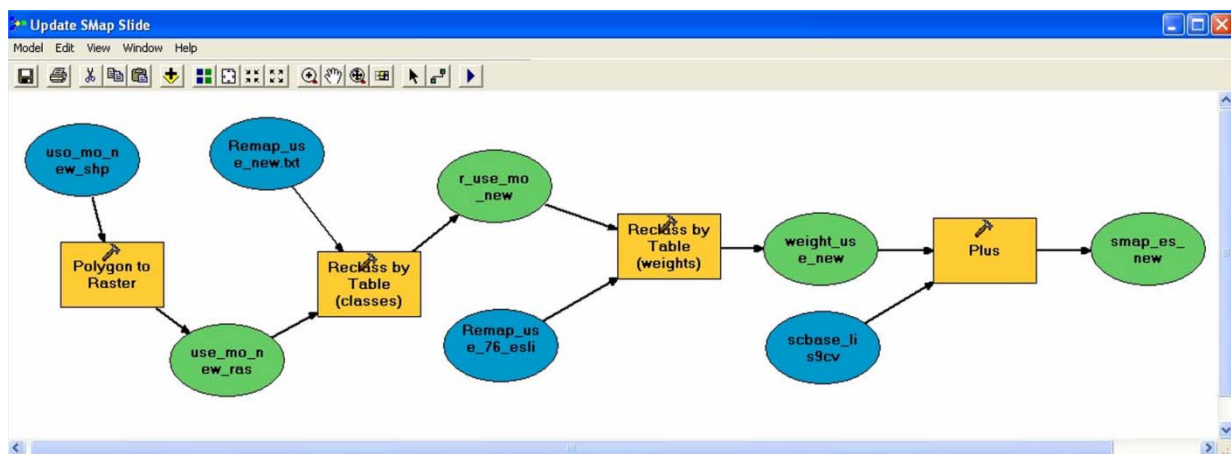 Update SMap Slide
Model Edit View Window Help
uso_mo_n
ew_shp
Remap_us
e_new.txt
r_use_mo
_new
Polygon to
Raster
Reclass by
Table
(classes)
Reclass by
Table
(weights)
weight_us
e_new
Plus
smap_es_
new
use_mo_n
ew_ras
Remap_us
e_76_esli
scbase_li
s9cv